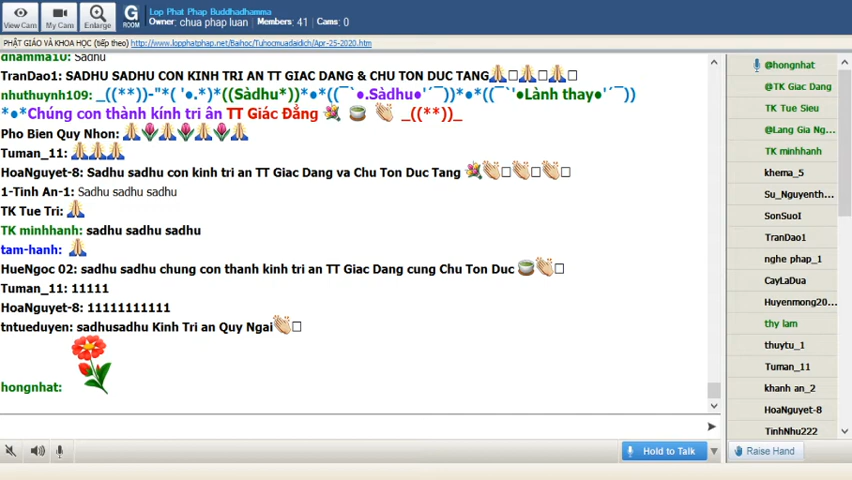 View Cam
My Cam
Enlarge
G
ROOM
Lop Phat Phap Buddhadhamma
Owner: chua phap luan Members: 41 Cams: 0
PHẬT GIÁO VÀ KHOA HỌC (tiếp theo) http://www.lopphatphap.net/Baihoc/Tuhocmuadaidich/Apr-25-2020.htm
dhamma10: Sadhu
TranDao1: SADHU SADHU CON KINH TRI AN TT GIAC DANG & CHU TON DUC TANG🙏🙏🙏
nhuthuynh109: _((**))-"*( '●.*)*((Sàdhu*))*●*●((¯`●.Sàdhu●'´¯))*●*●((¯`'●Lành thay●'´¯))
*●*Chúng con thành kính tri ân TT Giác Đẳng 💐 🍵 👏 _((**))_
Pho Bien Quy Nhon: 🙏🌷🙏🌷🙏🌷🙏
Tuman_11: 🙏🙏🙏
HoaNguyet-8: Sadhu sadhu con kinh tri an TT Giac Dang va Chu Ton Duc Tang 💐👏👏👏
1-Tinh An-1: Sadhu sadhu sadhu
TK Tue Tri: 🙏
TK minhhanh: sadhu sadhu sadhu
tam-hanh: 🙏
HueNgoc 02: sadhu sadhu chung con thanh kinh tri an TT Giac Dang cung Chu Ton Duc 🍵👏
Tuman_11: 11111
HoaNguyet-8: 11111111111
tntueduyen: sadhusadhu Kinh Tri an Quy Ngai👏
hongnhat:
@hongnhat
@TK Giac Dang
TK Tue Sieu
@Lang Gia Ng...
TK minhhanh
khema_5
Su_Nguyenth...
SonSuoI
TranDao1
nghe phap_1
CayLaDua
Huyenmong20...
thy lam
thuytu_1
Tuman_11
khanh an_2
HoaNguyet-8
TinhNhu222
Hold to Talk
Raise Hand